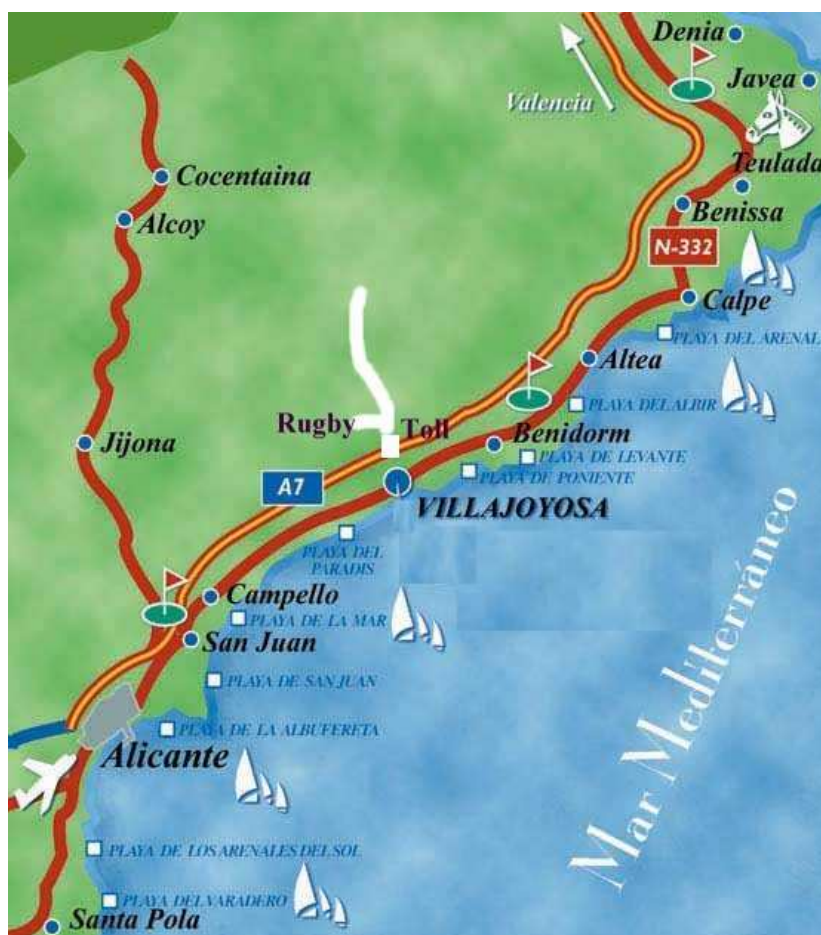 Denia
Javea
Valencia
Teulada
Cocentaina
Benissa
Alcoy
N-332
Calpe
PLAYA DEL ARENAL
Altea
PLAYA DEL ALBIR
Rugby
Toll
Benidorm
Jijona
PLAYA DE LEVANTE
PLAYA DE PONIENTE
A7
VILLAJOYOSA
PLAYA DEL
PARADIS
Campello
PLAYA DE LA MAR
San Juan
PLAYA DE SAN JUAN
PLAYA DE LA ALBUFERETA
Alicante
Mar Mediterráneo
PLAYA DE LOS ARENALES DEL SOL
PLAYA DEL VARADERO
Santa Pola